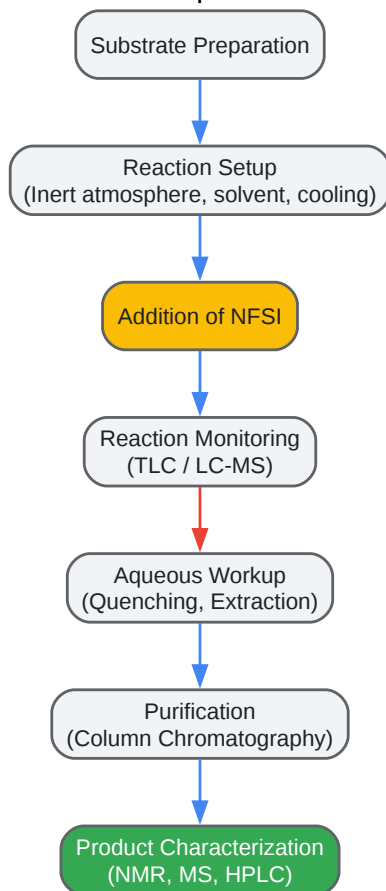 Substrate Preparation
Reaction Setup
(Inert atmosphere, solvent, cooling)
Addition of NFSI
Reaction Monitoring
(TLC / LC-MS)
Aqueous Workup
(Quenching, Extraction)
Purification
(Column Chromatography)
Product Characterization
(NMR, MS, HPLC)